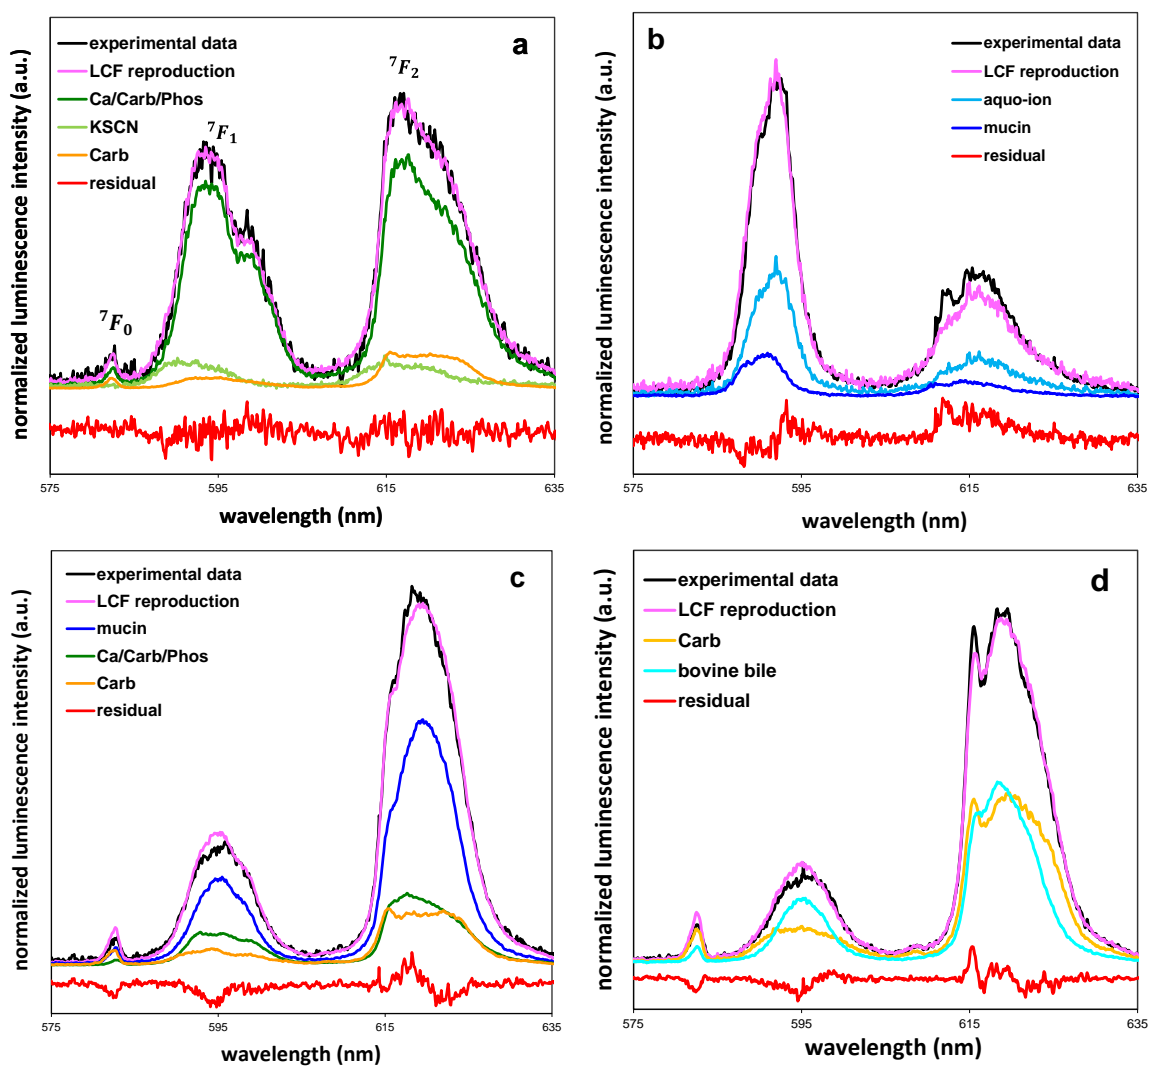 a
experimental data
LCF reproduction
Ca/Carb/Phos
KSCN
Carb
residual
⁷F₀
⁷F₁
⁷F₂
normalized luminescence intensity (a.u.)
575
595
615
635
wavelength (nm)
b
experimental data
LCF reproduction
aquo-ion
mucin
residual
normalized luminescence intensity (a.u.)
575
595
615
635
wavelength (nm)
c
experimental data
LCF reproduction
mucin
Ca/Carb/Phos
Carb
residual
normalized luminescence intensity (a.u.)
575
595
615
635
wavelength (nm)
d
experimental data
LCF reproduction
Carb
bovine bile
residual
normalized luminescence intensity (a.u.)
575
595
615
635
wavelength (nm)